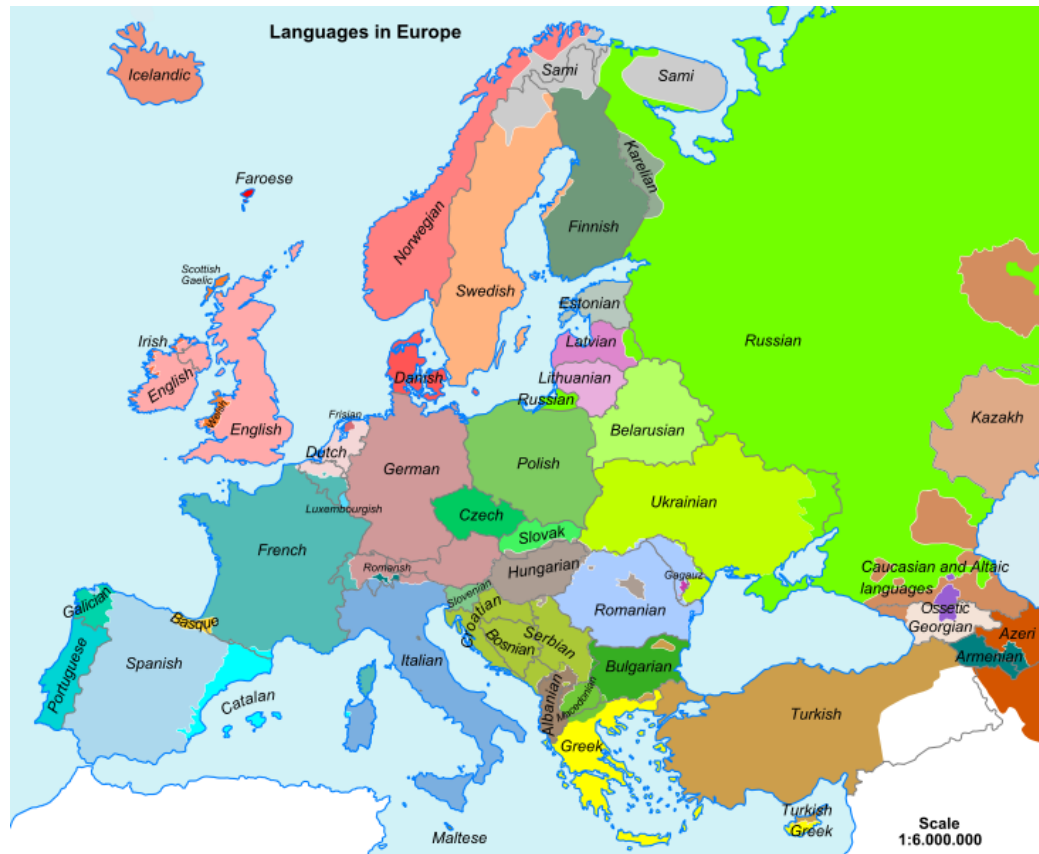 Languages in Europe
Icelandic
Sami
Sami
Faroese
Karelian
Norwegian
Finnish
Scottish
Gaelic
Swedish
Estonian
Irish
Latvian
Russian
English
Danish
Lithuanian
Russian
Welsh
English
Frisian
Belarusian
Kazakh
Dutch
German
Polish
Ukrainian
Luxembourgish
Czech
French
Slovak
Romansh
Hungarian
Gagauz
Caucasian and Altaic
languages
Galician
Slovenian
Romanian
Ossetic
Basque
Croatian
Georgian
Portuguese
Spanish
Italian
Bosnian
Serbian
Bulgarian
Azeri
Armenian
Catalan
Albanian
Macedonian
Turkish
Greek
Turkish
Greek
Maltese
Scale
1:6.000.000